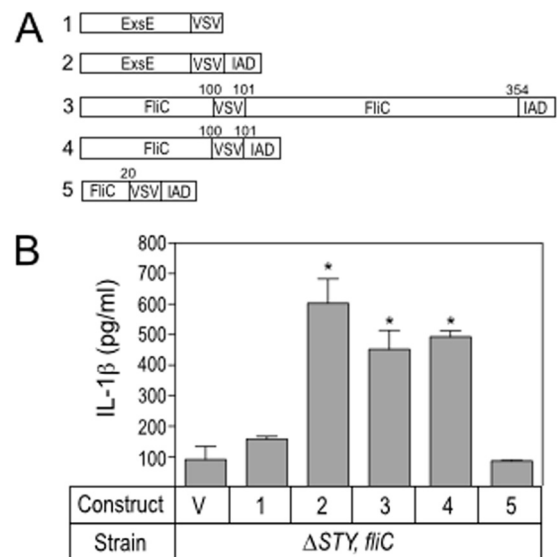 A
1 ExsE VSV
2 ExsE VSV IAD
100 101 354
3 FliC VSV FliC IAD
100 101
4 FliC VSV IAD
20
5 FliC VSV IAD
B
IL-1β (pg/ml)
800
700
600
500
400
300
200
100
* * *
Construct V 1 2 3 4 5
Strain ΔSTY, fliC